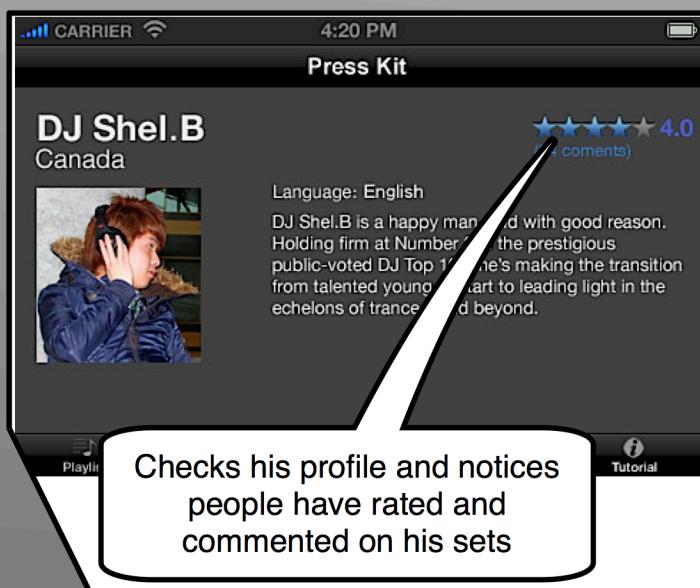 CARRIER 4:20 PM
Press Kit
DJ Shel.B
4.0
Canada
coments)
Language: English
DJ Shel.B is a happy man with good reason.
Holding firm at Number the prestigious
public-voted DJ Top he's making the transition
from talented young to leading light in the
echelons of trance beyond.
Tutorial
Checks his profile and notices
people have rated and
commented on his sets